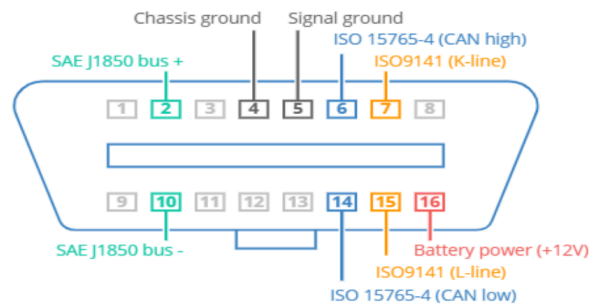 Chassis ground Signal ground
ISO 15765-4 (CAN high)
SAE J1850 bus + ISO9141 (K-line)
1 2 3 4 5 6 7 8
9 10 11 12 13 14 15 16
SAE J1850 bus - Battery power (+12V)
ISO9141 (L-line)
ISO 15765-4 (CAN low)